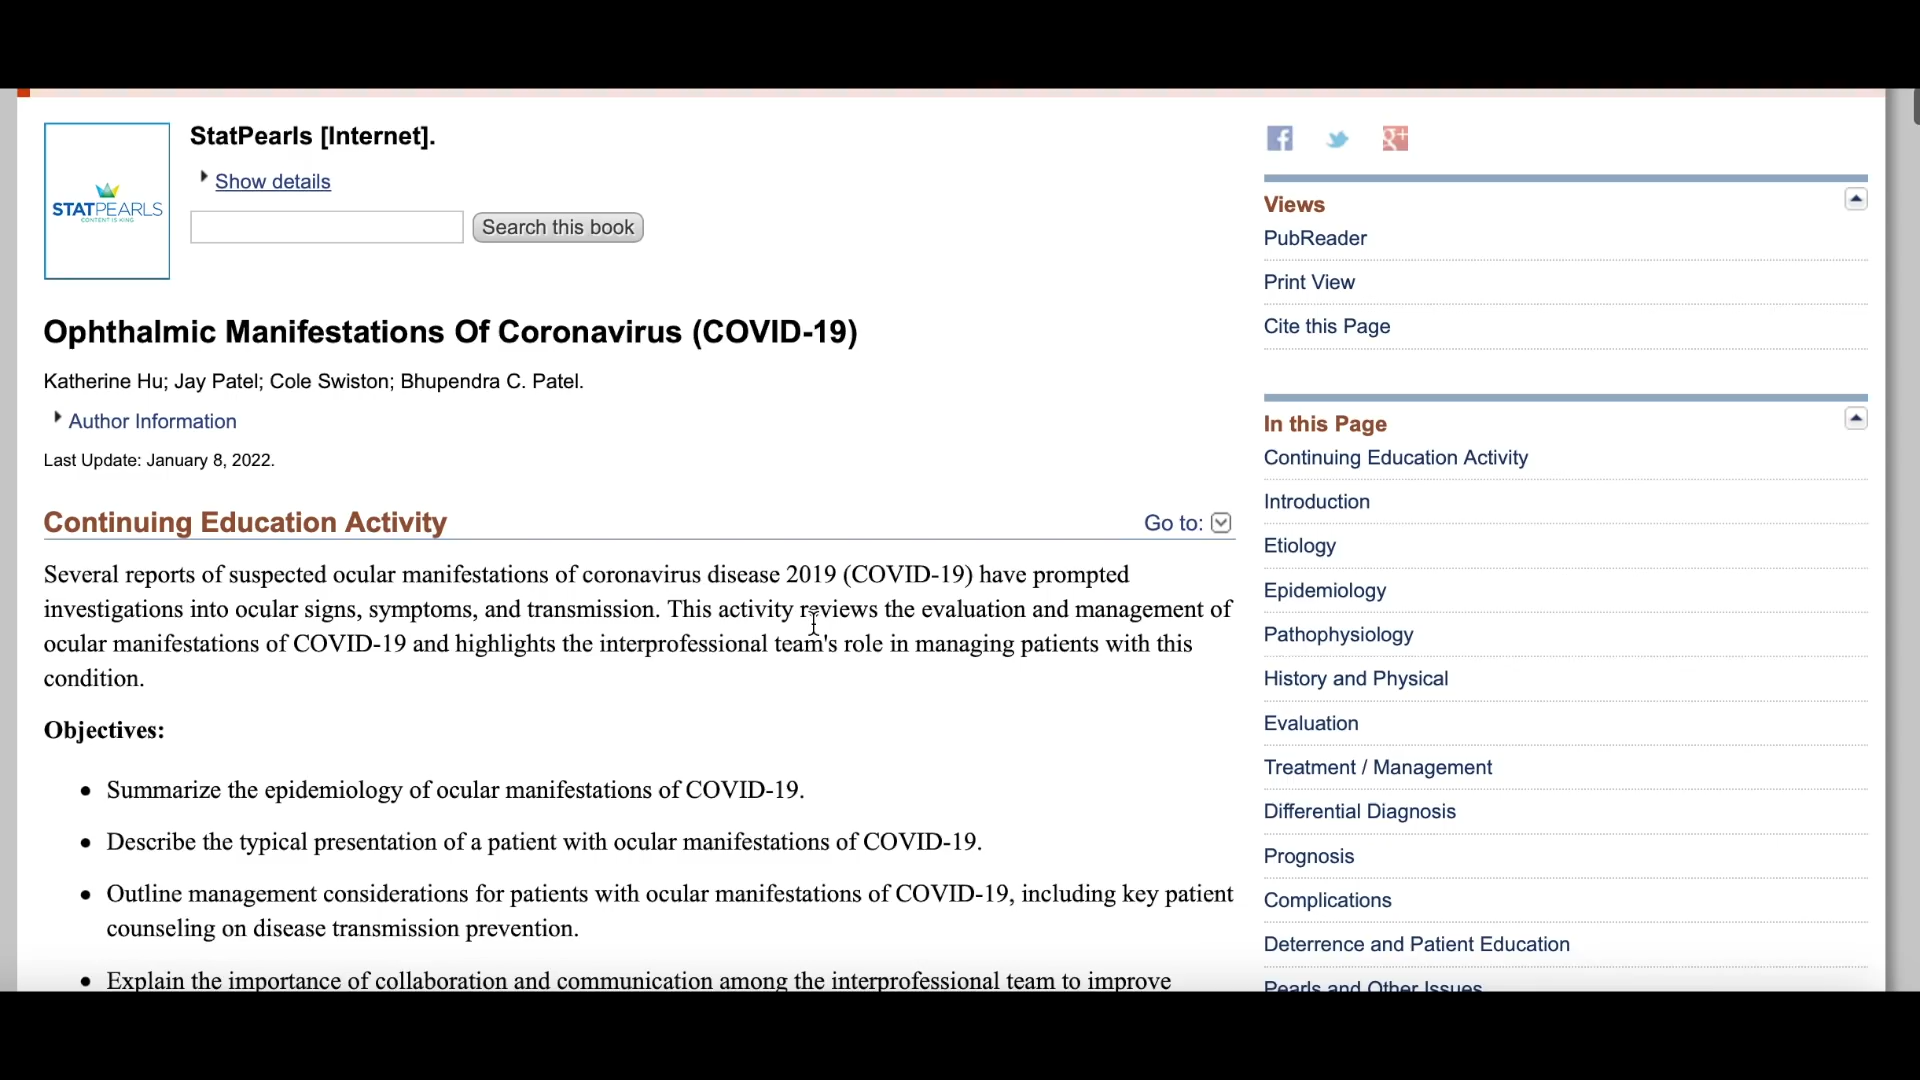 StatPearls [Internet].
Show details
STATPEARLS
CONTENT IS KING
Search this book
Ophthalmic Manifestations Of Coronavirus (COVID-19)
Katherine Hu; Jay Patel; Cole Swiston; Bhupendra C. Patel.
Author Information
Last Update: January 8, 2022.
Continuing Education Activity
Go to:
Several reports of suspected ocular manifestations of coronavirus disease 2019 (COVID-19) have prompted
investigations into ocular signs, symptoms, and transmission. This activity reviews the evaluation and management of
ocular manifestations of COVID-19 and highlights the interprofessional team's role in managing patients with this
condition.
Objectives:
• Summarize the epidemiology of ocular manifestations of COVID-19.
• Describe the typical presentation of a patient with ocular manifestations of COVID-19.
• Outline management considerations for patients with ocular manifestations of COVID-19, including key patient
counseling on disease transmission prevention.
• Explain the importance of collaboration and communication among the interprofessional team to improve
f
g+
Views
PubReader
Print View
Cite this Page
In this Page
Continuing Education Activity
Introduction
Etiology
Epidemiology
Pathophysiology
History and Physical
Evaluation
Treatment / Management
Differential Diagnosis
Prognosis
Complications
Deterrence and Patient Education
Pearls and Other Issues